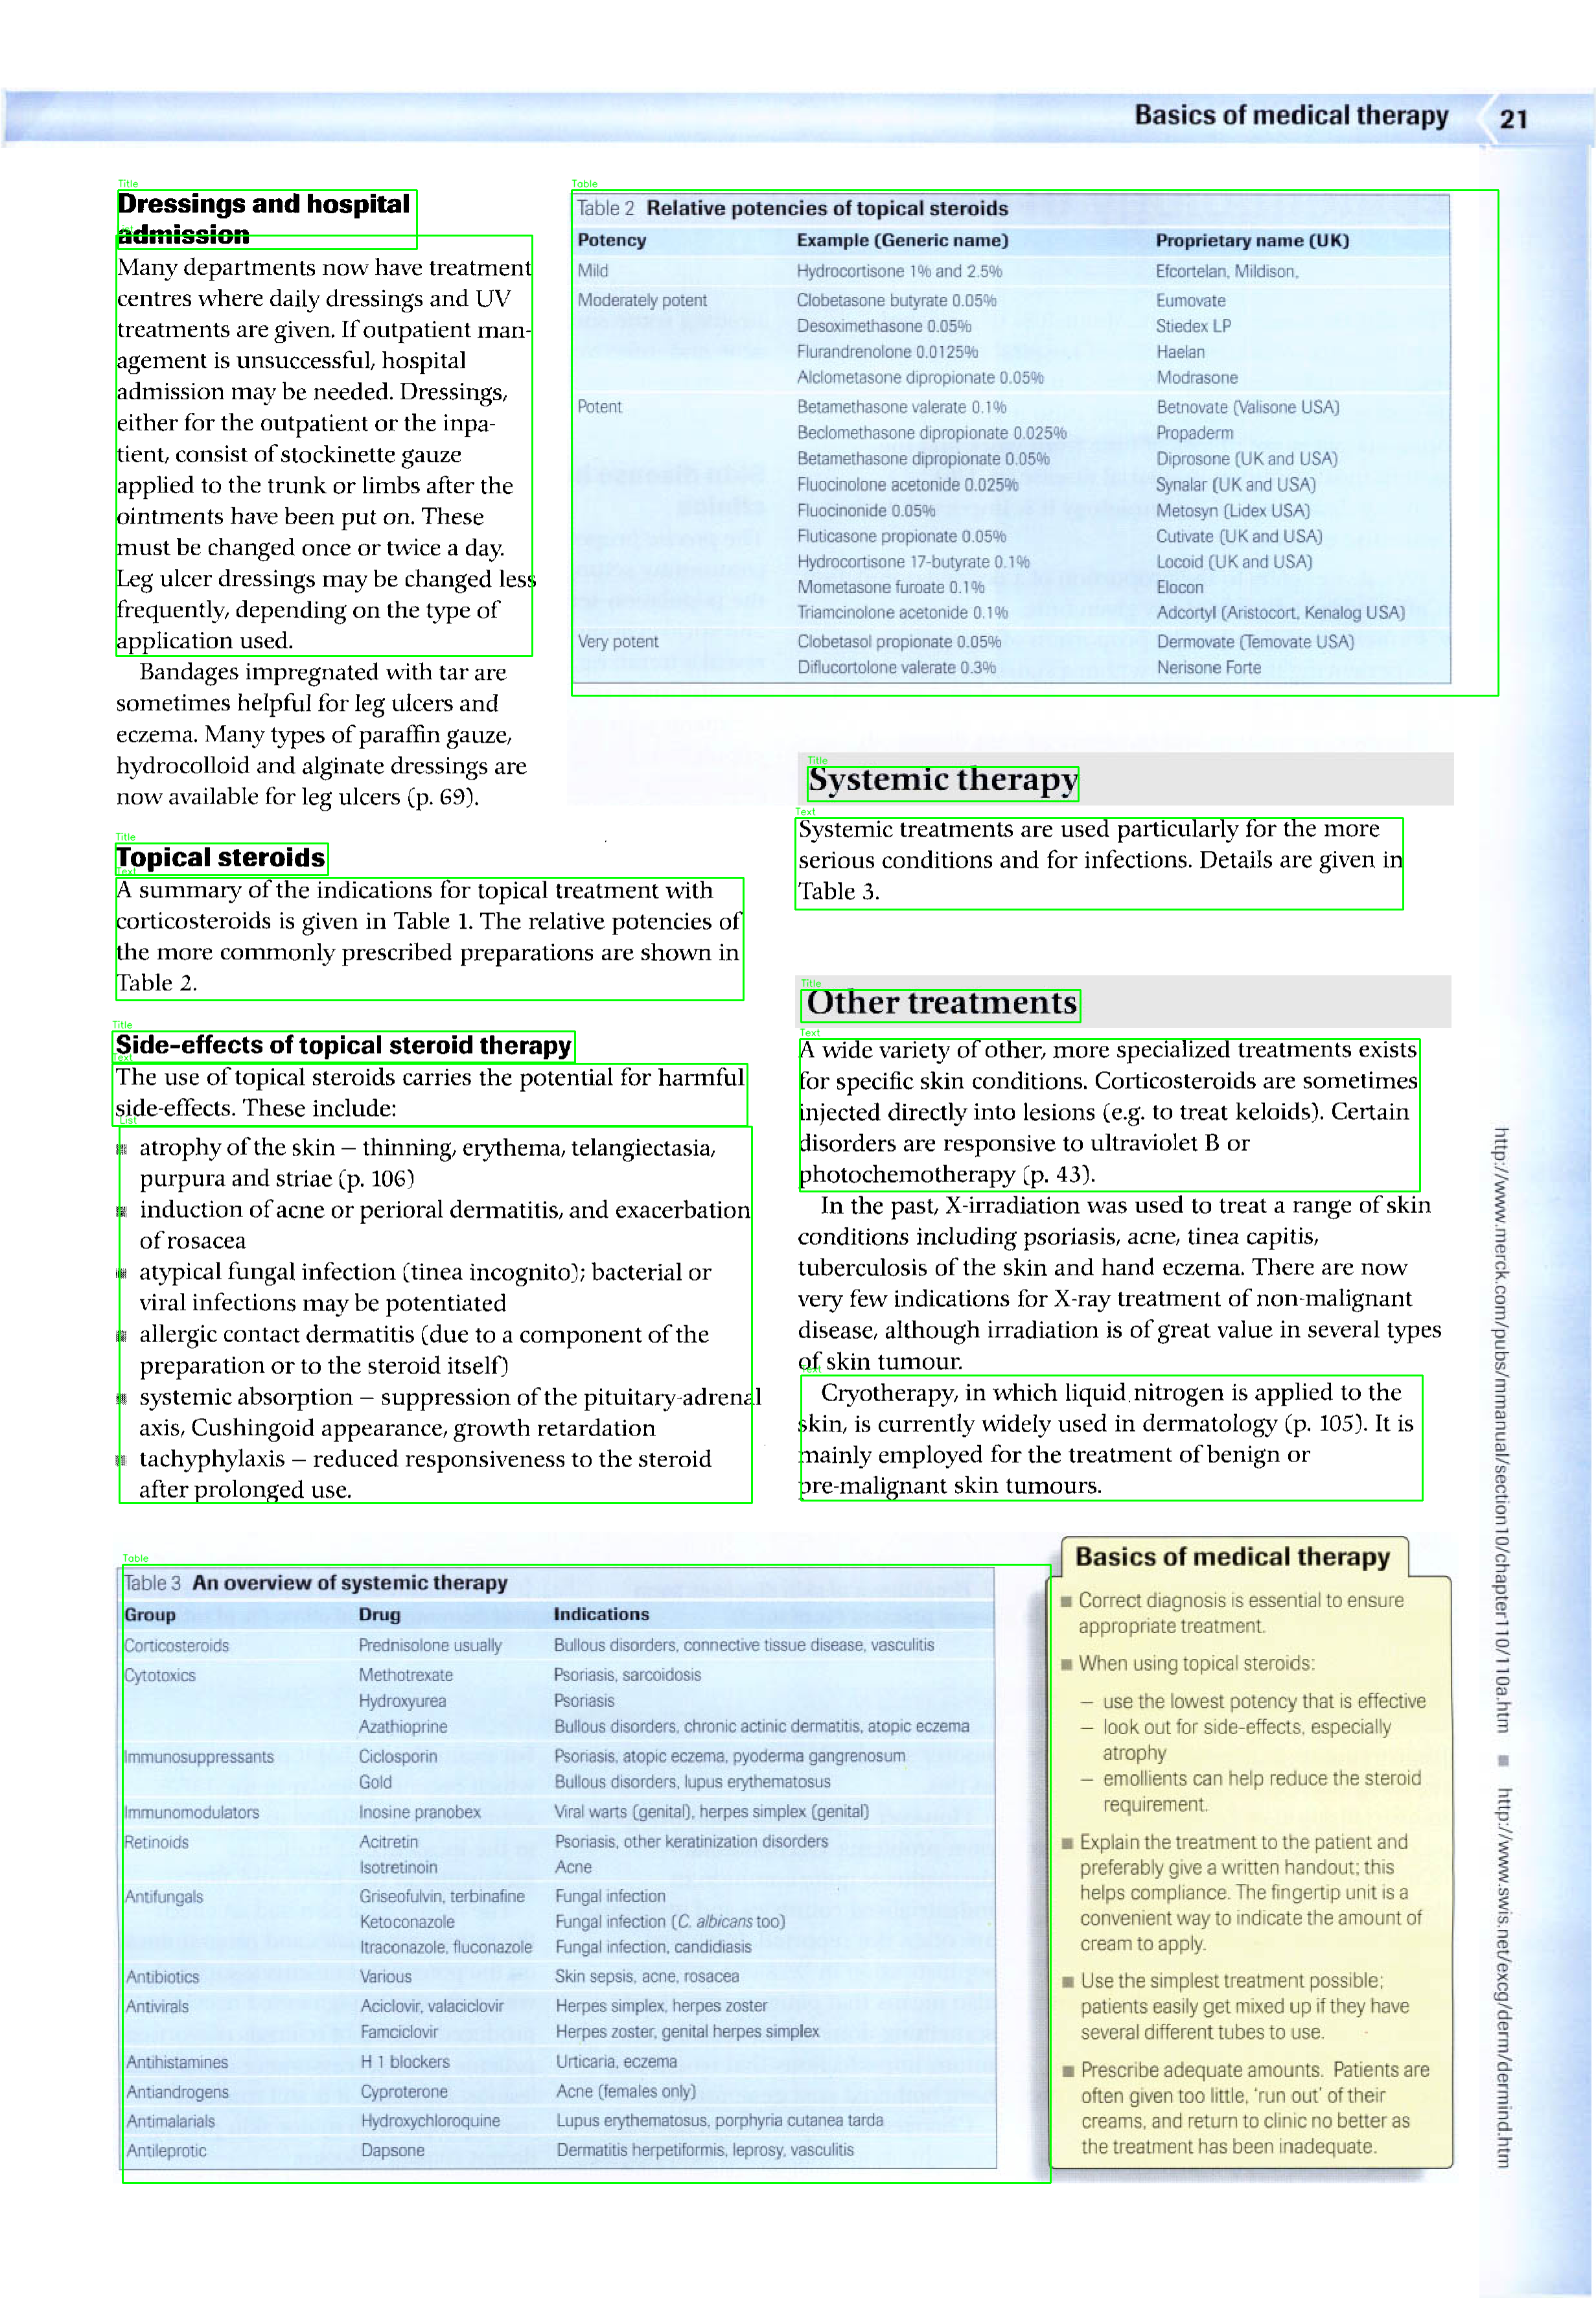 Basics of medical therapy 21
Title
Dressings and hospital
admission
List
Many departments now have treatment
centres where daily dressings and UV
treatments are given. If outpatient man-
agement is unsuccessful, hospital
admission may be needed. Dressings,
either for the outpatient or the inpa-
tient, consist of stockinette gauze
applied to the trunk or limbs after the
ointments have been put on. These
must be changed once or twice a day.
Leg ulcer dressings may be changed less
frequently, depending on the type of
application used.
Bandages impregnated with tar are
sometimes helpful for leg ulcers and
eczema. Many types of paraffin gauze,
hydrocolloid and alginate dressings are
now available for leg ulcers (p. 69).
Table
Table 2 Relative potencies of topical steroids
Potency Example (Generic name) Proprietary name (UK)
Mild Hydrocortisone 1% and 2.5% Efcortelan, Mildison,
Moderately potent Clobetasone butyrate 0.05% Eumovate
Desoximethasone 0.05% Stiedex LP
Flurandrenolone 0.0125% Haelan
Alclometasone dipropionate 0.05% Modrasone
Potent Betamethasone valerate 0.1% Betnovate (Valisone USA)
Beclomethasone dipropionate 0.025% Propaderm
Betamethasone dipropionate 0.05% Diprosone (UK and USA)
Fluocinolone acetonide 0.025% Synalar (UK and USA)
Fluocinonide 0.05% Metosyn (Lidex USA)
Fluticasone propionate 0.05% Cutivate (UK and USA)
Hydrocortisone 17-butyrate 0.1% Locoid (UK and USA)
Mometasone furoate 0.1% Elocon
Triamcinolone acetonide 0.1% Adcortyl (Aristocort, Kenalog USA)
Very potent Clobetasol propionate 0.05% Dermovate (Temovate USA)
Diflucortolone valerate 0.3% Nerisone Forte
Title
Topical steroids
Text
A summary of the indications for topical treatment with
corticosteroids is given in Table 1. The relative potencies of
the more commonly prescribed preparations are shown in
Table 2.
Title
Side-effects of topical steroid therapy
Text
The use of topical steroids carries the potential for harmful
side-effects. These include:
List
■ atrophy of the skin – thinning, erythema, telangiectasia,
purpura and striae (p. 106)
■ induction of acne or perioral dermatitis, and exacerbation
of rosacea
■ atypical fungal infection (tinea incognito); bacterial or
viral infections may be potentiated
■ allergic contact dermatitis (due to a component of the
preparation or to the steroid itself)
■ systemic absorption – suppression of the pituitary-adrenal
axis, Cushingoid appearance, growth retardation
■ tachyphylaxis – reduced responsiveness to the steroid
after prolonged use.
Title
Systemic therapy
Text
Systemic treatments are used particularly for the more
serious conditions and for infections. Details are given in
Table 3.
Title
Other treatments
Text
A wide variety of other, more specialized treatments exists
for specific skin conditions. Corticosteroids are sometimes
injected directly into lesions (e.g. to treat keloids). Certain
disorders are responsive to ultraviolet B or
photochemotherapy (p. 43).
In the past, X-irradiation was used to treat a range of skin
conditions including psoriasis, acne, tinea capitis,
tuberculosis of the skin and hand eczema. There are now
very few indications for X-ray treatment of non-malignant
disease, although irradiation is of great value in several types
of skin tumour.
Text
Cryotherapy, in which liquid nitrogen is applied to the
skin, is currently widely used in dermatology (p. 105). It is
mainly employed for the treatment of benign or
pre-malignant skin tumours.
Table
Table 3 An overview of systemic therapy
Group Drug Indications
Corticosteroids Prednisolone usually Bullous disorders, connective tissue disease, vasculitis
Cytotoxics Methotrexate Psoriasis, sarcoidosis
Hydroxyurea Psoriasis
Azathioprine Bullous disorders, chronic actinic dermatitis, atopic eczema
Immunosuppressants Ciclosporin Psoriasis, atopic eczema, pyoderma gangrenosum
Gold Bullous disorders, lupus erythematosus
Immunomodulators Inosine pranobex Viral warts (genital), herpes simplex (genital)
Retinoids Acitretin Psoriasis, other keratinization disorders
Isotretinoin Acne
Antifungals Griseofulvin, terbinafine Fungal infection
Ketoconazole Fungal infection (C. albicans too)
Itraconazole, fluconazole Fungal infection, candidiasis
Antibiotics Various Skin sepsis, acne, rosacea
Antivirals Aciclovir, valaciclovir Herpes simplex, herpes zoster
Famciclovir Herpes zoster, genital herpes simplex
Antihistamines H 1 blockers Urticaria, eczema
Antiandrogens Cyproterone Acne (females only)
Antimalarials Hydroxychloroquine Lupus erythematosus, porphyria cutanea tarda
Antileprotic Dapsone Dermatitis herpetiformis, leprosy, vasculitis
Basics of medical therapy
■ Correct diagnosis is essential to ensure
appropriate treatment.
■ When using topical steroids:
– use the lowest potency that is effective
– look out for side-effects, especially
atrophy
– emollients can help reduce the steroid
requirement.
■ Explain the treatment to the patient and
preferably give a written handout; this
helps compliance. The fingertip unit is a
convenient way to indicate the amount of
cream to apply.
■ Use the simplest treatment possible;
patients easily get mixed up if they have
several different tubes to use.
■ Prescribe adequate amounts. Patients are
often given too little, 'run out' of their
creams, and return to clinic no better as
the treatment has been inadequate.
http://www.merck.com/pubs/mmanual/section10/chapter110/110a.htm ■ http://www.swis.net/excg/derm/dermind.htm